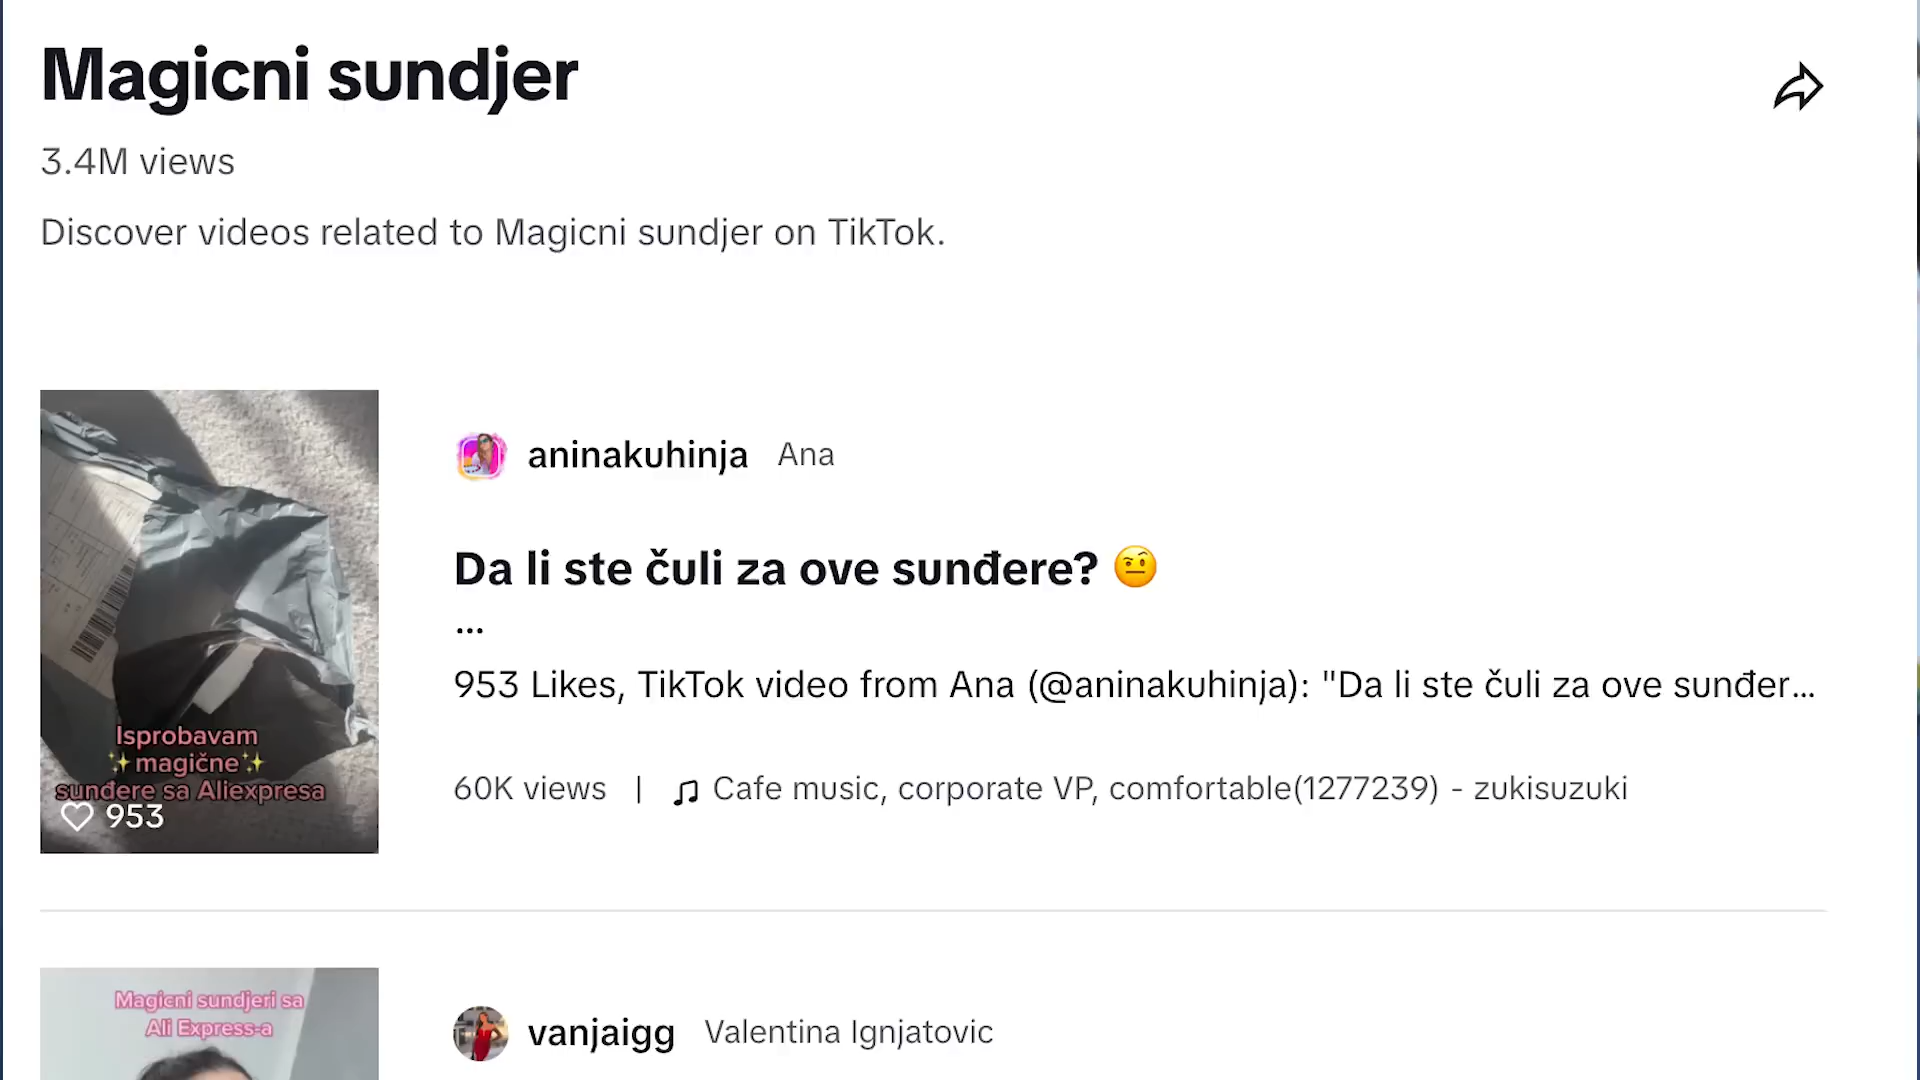 Magicni sundjer
3.4M views
Discover videos related to Magicni sundjer on TikTok.
aninakuhinja Ana
Da li ste čuli za ove sunđere? 🤨
...
953 Likes, TikTok video from Ana (@aninakuhinja): "Da li ste čuli za ove sunđer...
60K views | ♫ Cafe music, corporate VP, comfortable(1277239) - zukisuzuki
Isprobavam
✨magične✨
sunđere sa Aliexpresa
953
Magicni sundjeri sa
Ali Express-a
vanjaigg Valentina Ignjatovic